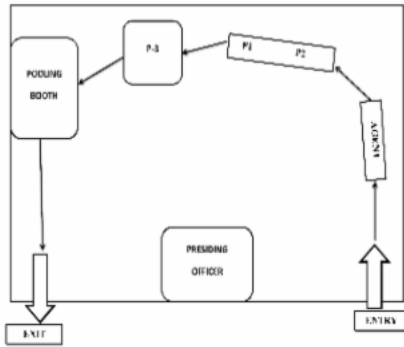 P-3
P1 P2
POLLING
BOOTH
AGENT
PRESIDING
OFFICER
EXIT
ENTRY